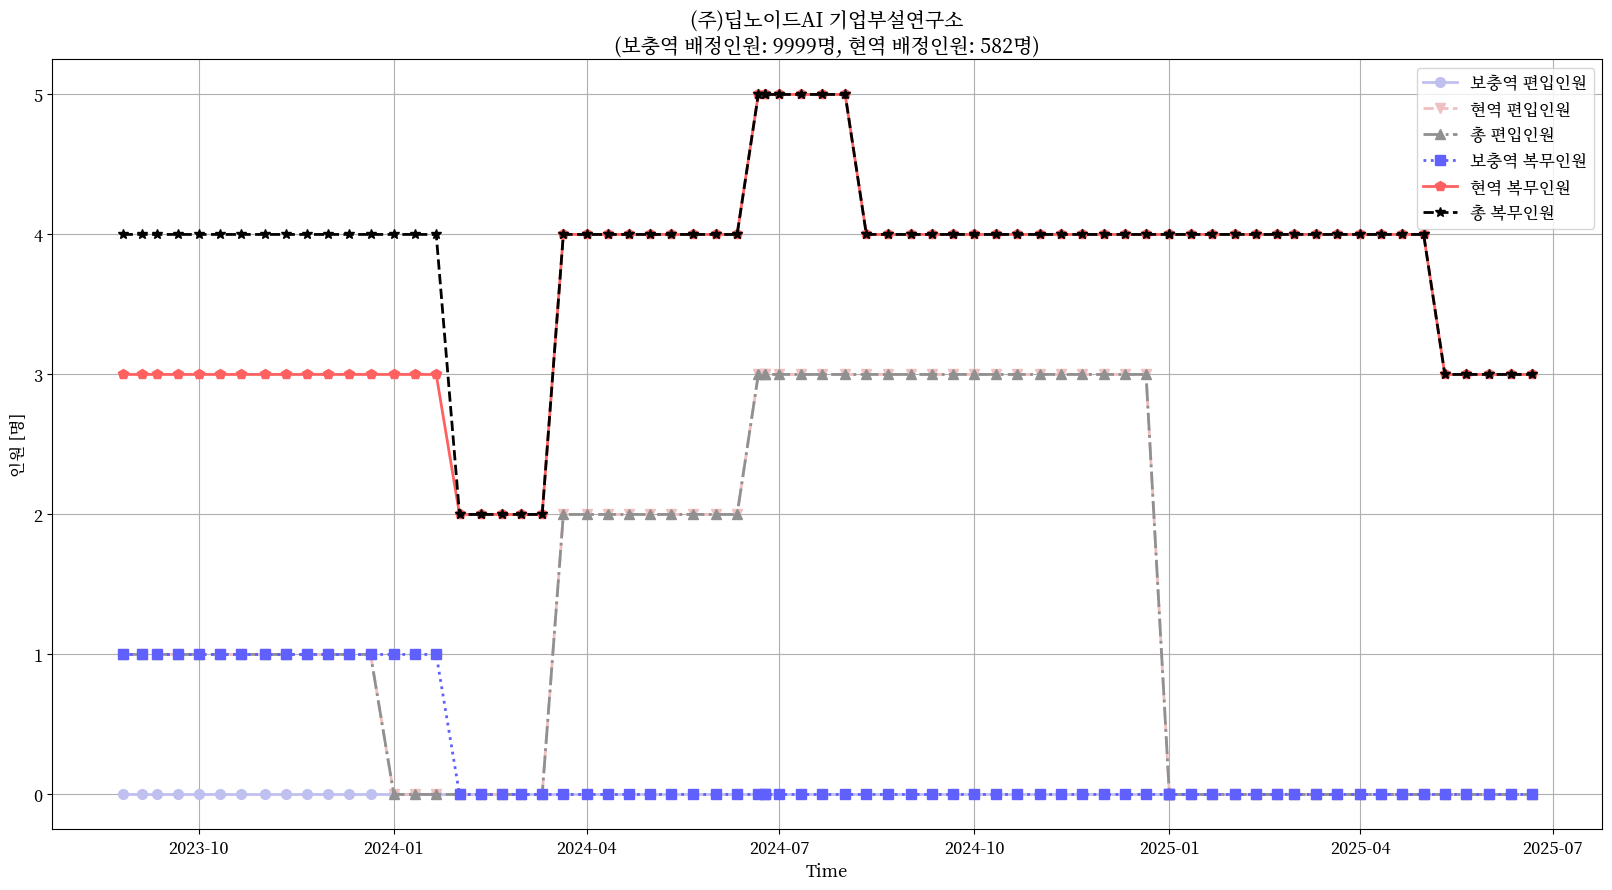 (주)딥노이드AI 기업부설연구소
(보충역 배정인원: 9999명, 현역 배정인원: 582명)
보충역 편입인원
현역 편입인원
총 편입인원
보충역 복무인원
현역 복무인원
총 복무인원
인원 [명]
5
4
3
2
1
0
2023-10
2024-01
2024-04
2024-07
2024-10
2025-01
2025-04
2025-07
Time